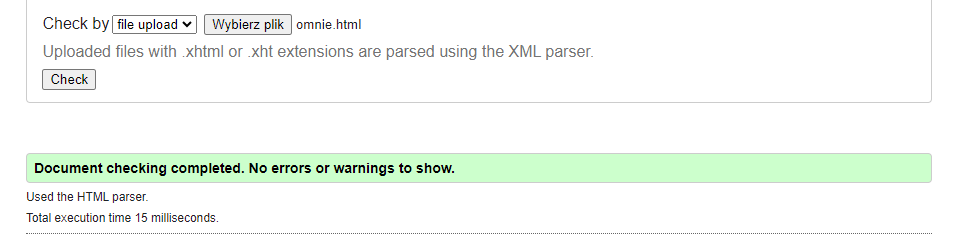 Check by file upload Wybierz plik omnie.html
Uploaded files with .xhtml or .xht extensions are parsed using the XML parser.
Check
Document checking completed. No errors or warnings to show.
Used the HTML parser.
Total execution time 15 milliseconds.